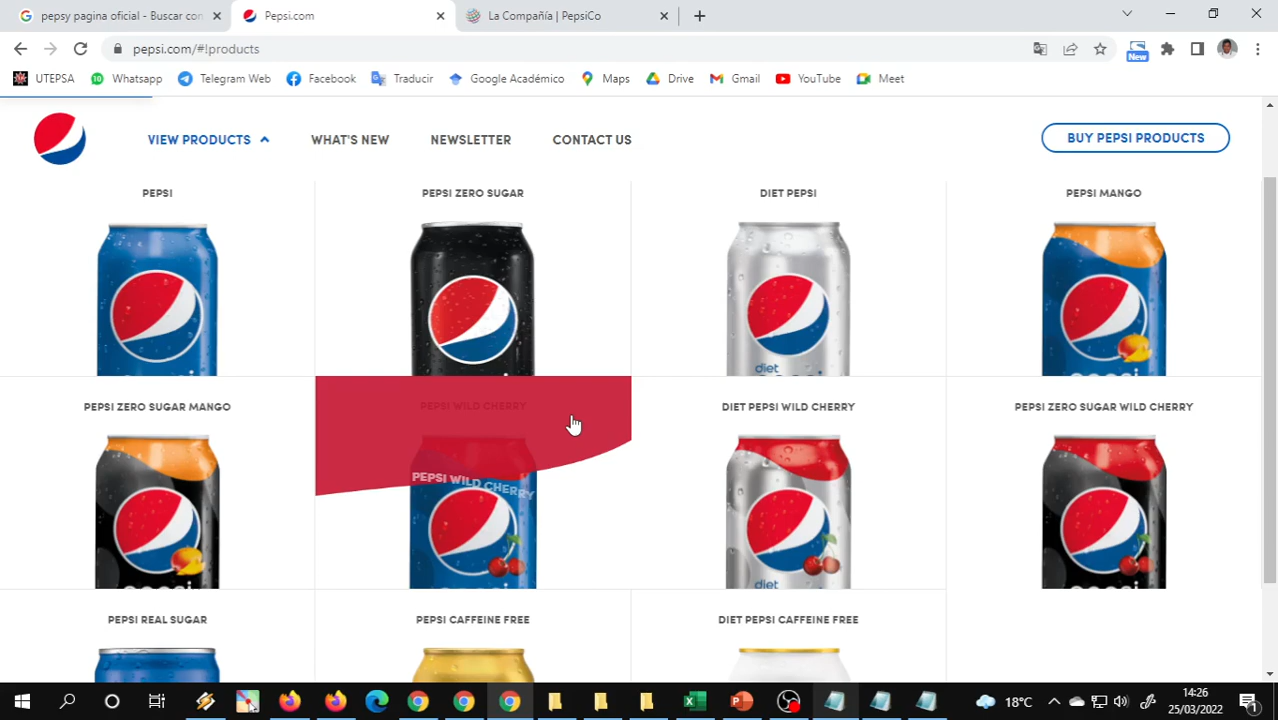 pepsy pagina oficial - Buscar con
Pepsi.com
La Compañía | PepsiCo
pepsi.com/#!products
New
UTEPSA
Whatsapp
Telegram Web
Facebook
Traducir
Google Académico
Maps
Drive
Gmail
YouTube
Meet
VIEW PRODUCTS
WHAT'S NEW
NEWSLETTER
CONTACT US
BUY PEPSI PRODUCTS
PEPSI
PEPSI ZERO SUGAR
DIET PEPSI
PEPSI MANGO
diet
PEPSI ZERO SUGAR MANGO
PEPSI WILD CHERRY
DIET PEPSI WILD CHERRY
PEPSI ZERO SUGAR WILD CHERRY
PEPSI WILD CHERRY
diet
PEPSI REAL SUGAR
PEPSI CAFFEINE FREE
DIET PEPSI CAFFEINE FREE
18°C
14:26
25/03/2022
1